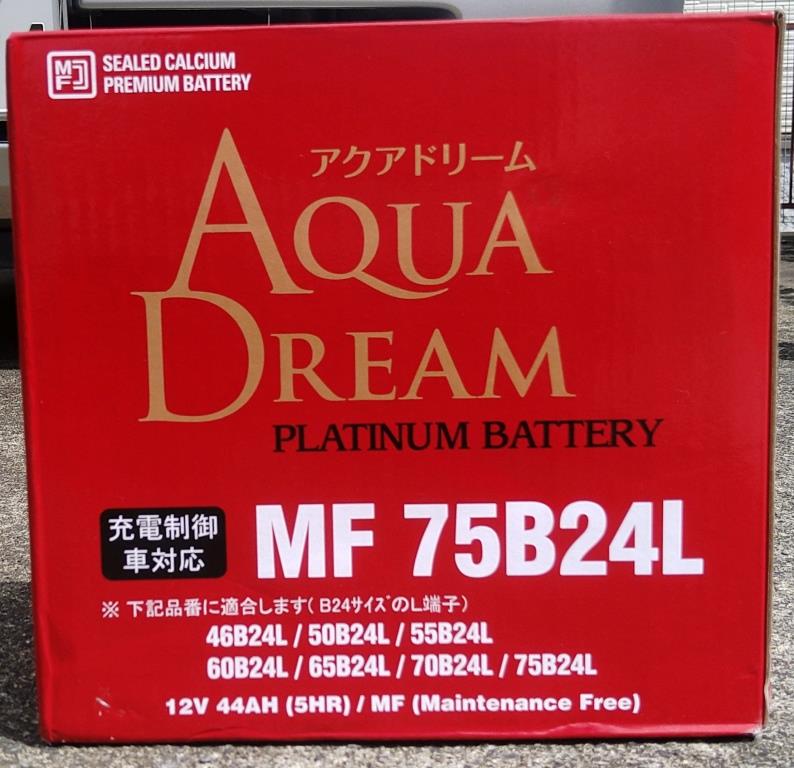 MFJ
SEALED CALCIUM
PREMIUM BATTERY
アクアドリーム
AQUA
DREAM
PLATINUM BATTERY
充電制御
車対応
MF 75B24L
※ 下記品番に適合します( B24サイズのL端子)
46B24L / 50B24L / 55B24L
60B24L / 65B24L / 70B24L / 75B24L
12V 44AH (5HR) / MF (Maintenance Free)